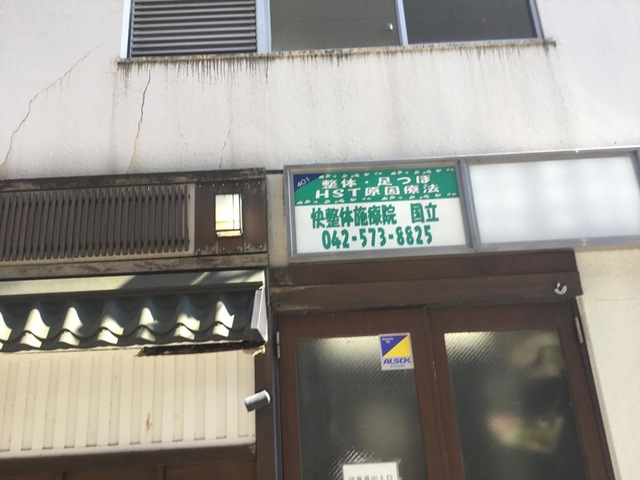 401
整体・足つぼ
HST原因療法
快整体施療院 国立
042-573-8825
ALSOK